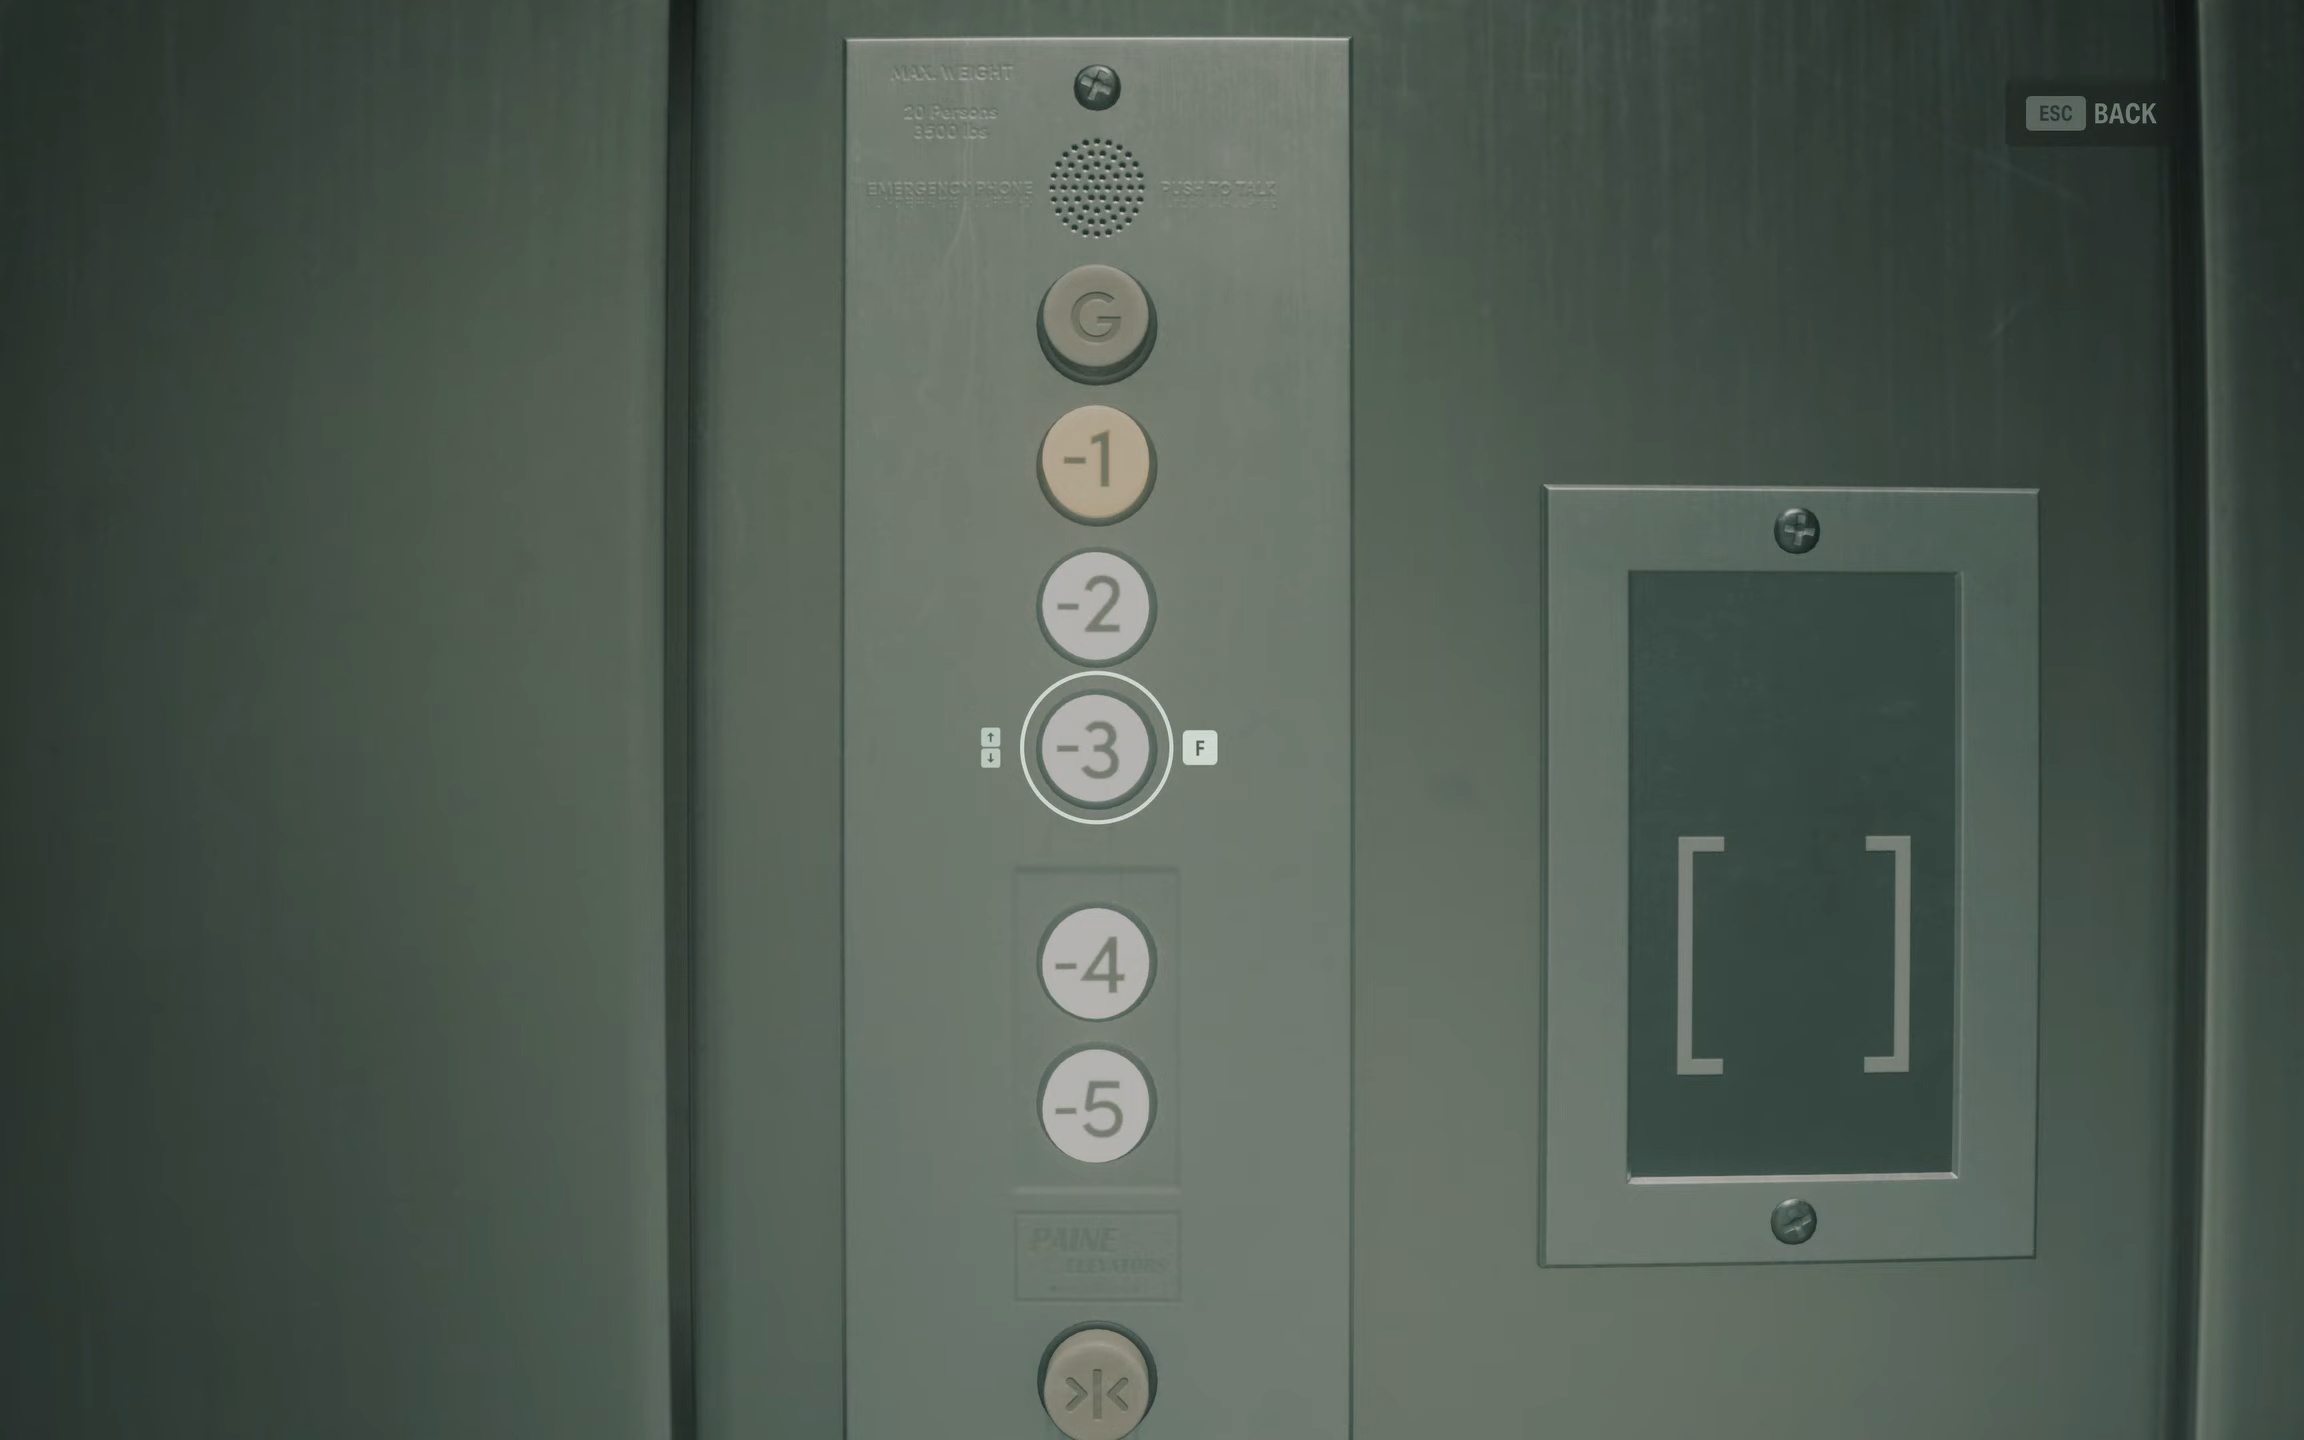 MAX. WEIGHT
20 Persons
3500 lbs
EMERGENCY PHONE
PUSH TO TALK
ESC BACK
G
-1
-2
-3
F
-4
-5
PAINE
ELEVATORS